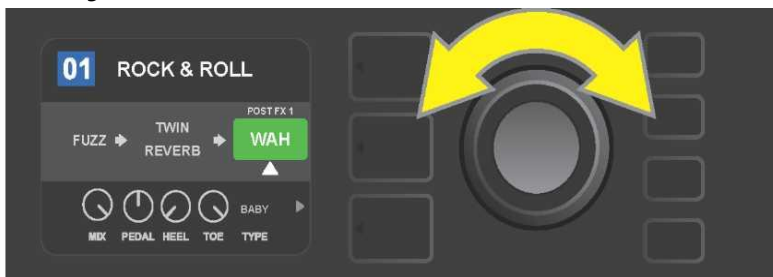 01 ROCK & ROLL
POST FX 1
FUZZ TWIN REVERB WAH
BABY
MIX PEDAL HEEL TOE TYPE